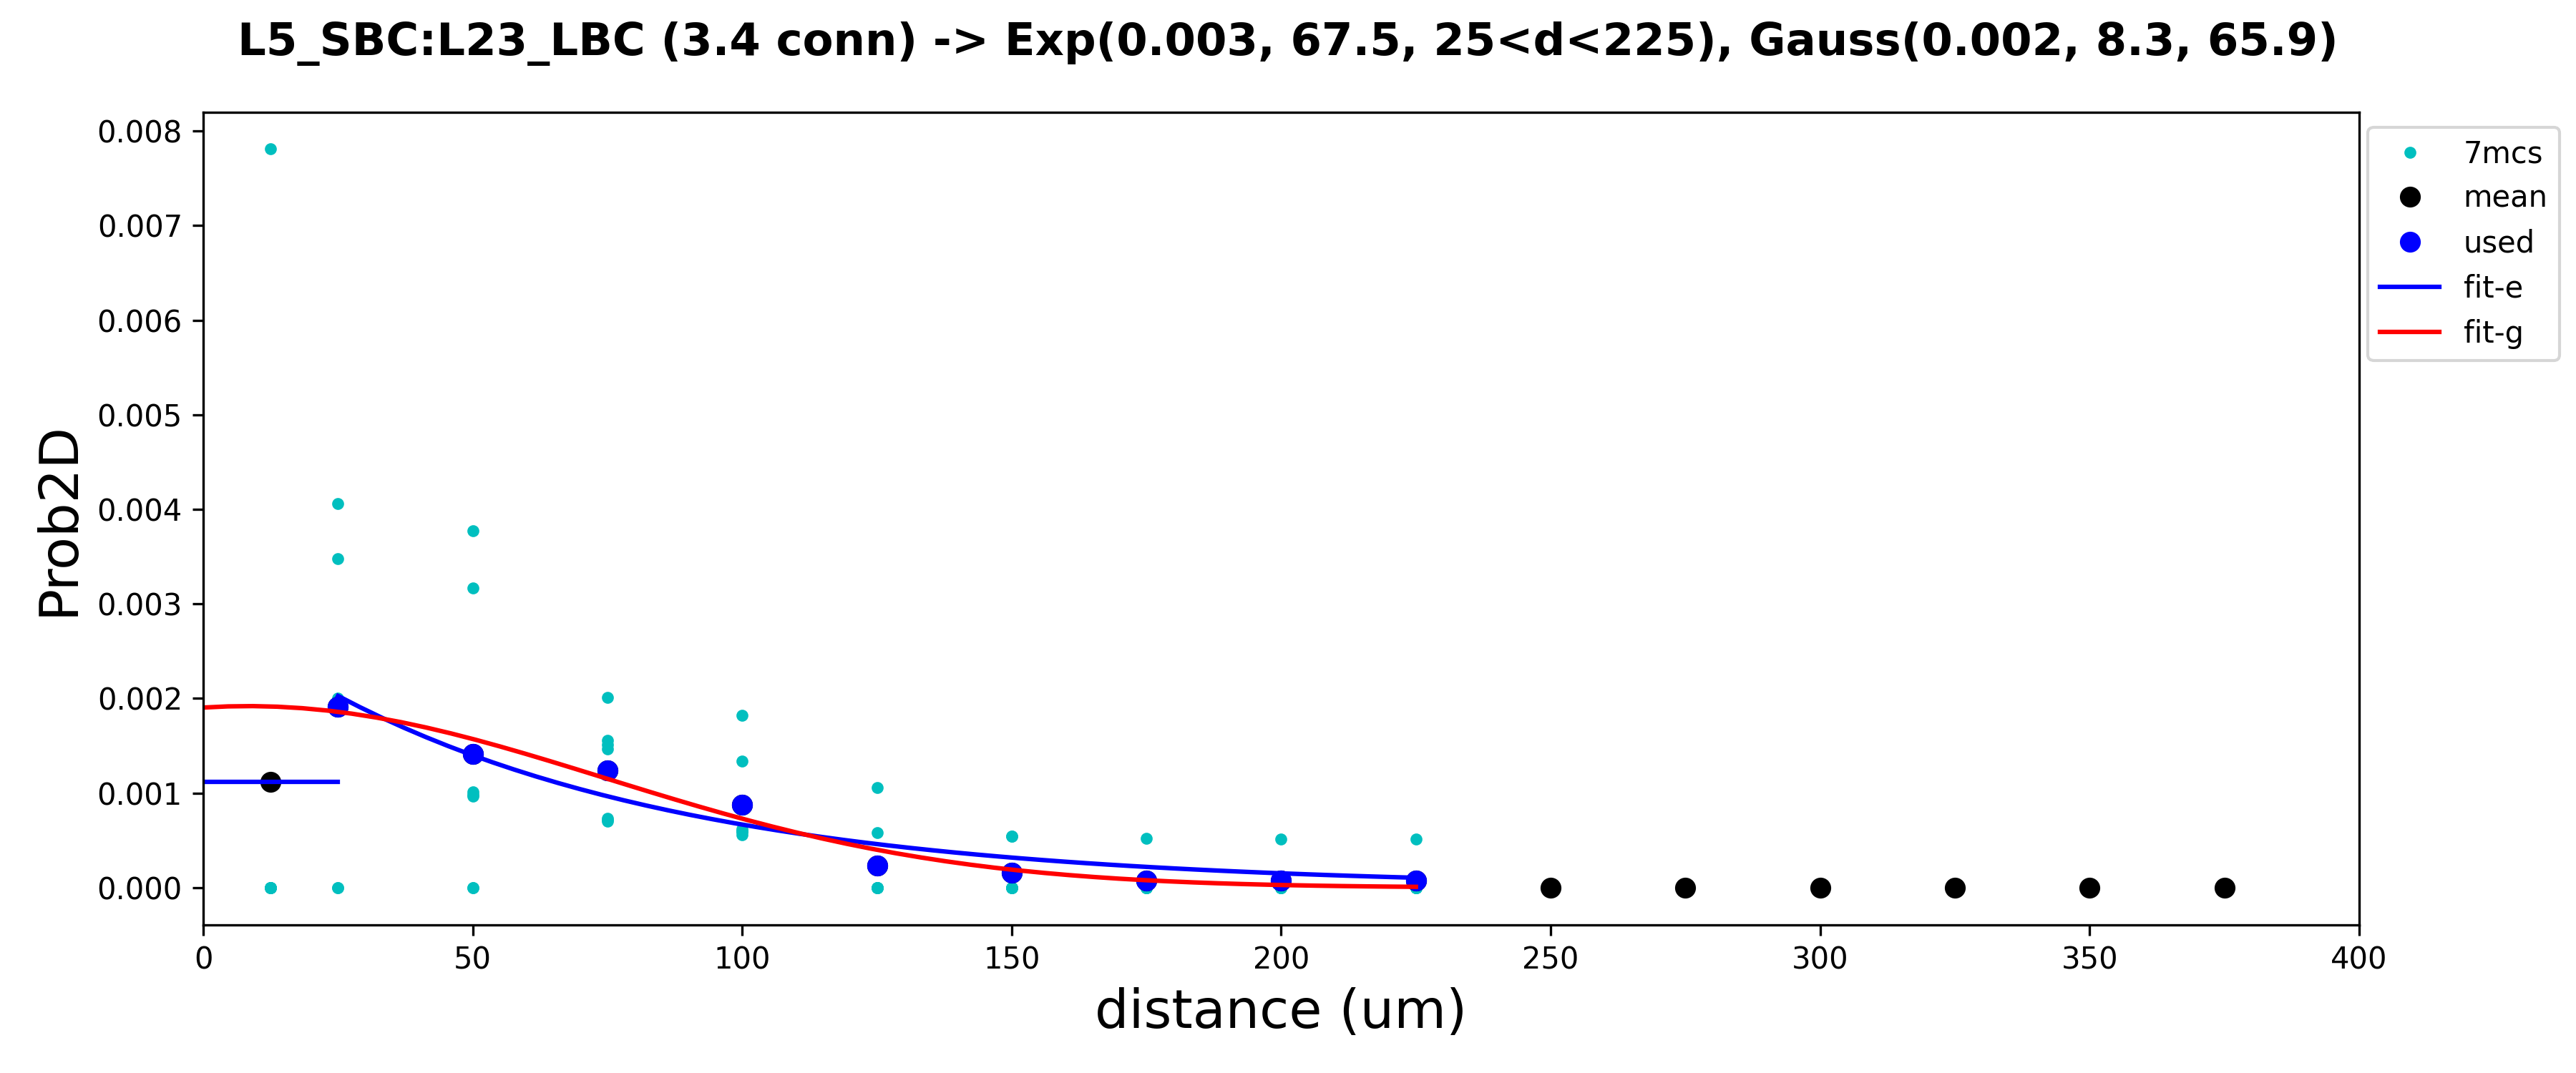 L5_SBC:L23_LBC (3.4 conn) -> Exp(0.003, 67.5, 25<d<225), Gauss(0.002, 8.3, 65.9)
0.008
0.007
0.006
0.005
0.004
0.003
0.002
0.001
0.000
Prob2D
0 50 100 150 200 250 300 350 400
distance (um)
7mcs
mean
used
fit-e
fit-g